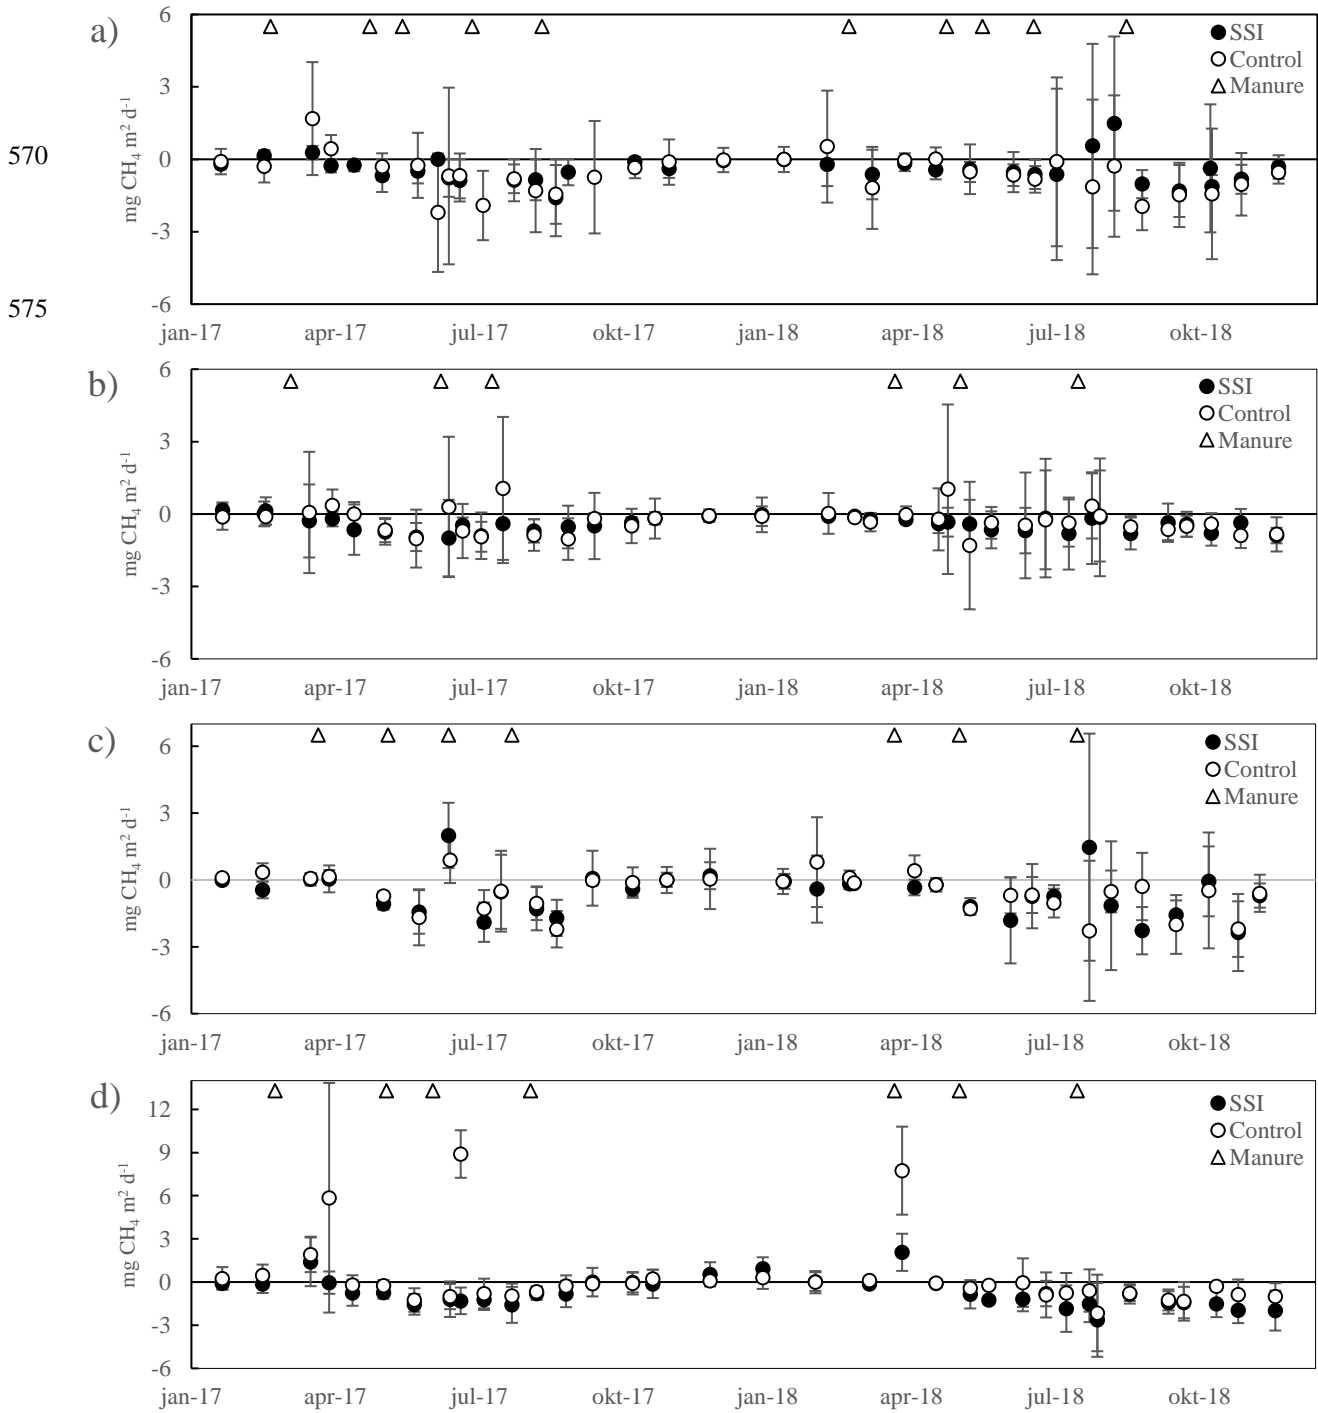 a)
6
3
0
-3
-6
mg CH₄ m² d⁻¹
SSI
Control
Manure
570
575
jan-17 apr-17 jul-17 okt-17 jan-18 apr-18 jul-18 okt-18
b)
6
3
0
-3
-6
mg CH₄ m² d⁻¹
SSI
Control
Manure
jan-17 apr-17 jul-17 okt-17 jan-18 apr-18 jul-18 okt-18
c)
6
3
0
-3
-6
mg CH₄ m² d⁻¹
SSI
Control
Manure
jan-17 apr-17 jul-17 okt-17 jan-18 apr-18 jul-18 okt-18
d)
12
9
6
3
0
-3
-6
mg CH₄ m² d⁻¹
SSI
Control
Manure
jan-17 apr-17 jul-17 okt-17 jan-18 apr-18 jul-18 okt-18